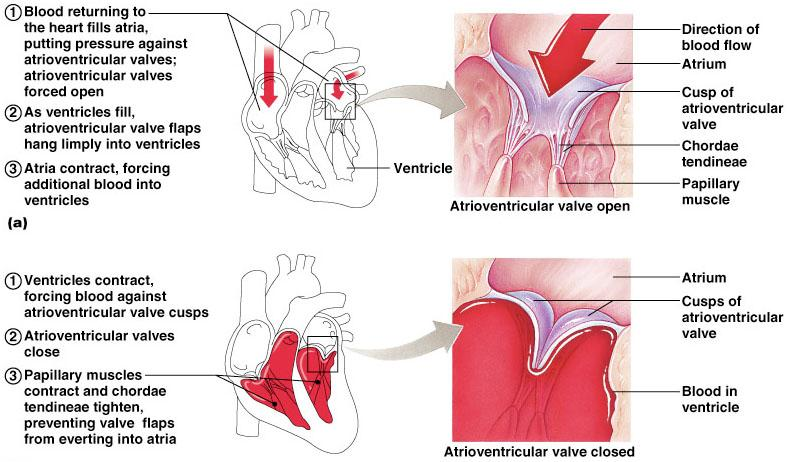 ① Blood returning to
the heart fills atria,
putting pressure against
atrioventricular valves;
atrioventricular valves
forced open
② As ventricles fill,
atrioventricular valve flaps
hang limply into ventricles
③ Atria contract, forcing
additional blood into
ventricles
(a)
Ventricle
Direction of
blood flow
Atrium
Cusp of
atrioventricular
valve
Chordae
tendineae
Papillary
muscle
Atrioventricular valve open
① Ventricles contract,
forcing blood against
atrioventricular valve cusps
② Atrioventricular valves
close
③ Papillary muscles
contract and chordae
tendineae tighten,
preventing valve flaps
from everting into atria
Atrium
Cusps of
atrioventricular
valve
Blood in
ventricle
Atrioventricular valve closed